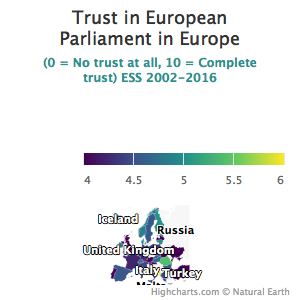 Trust in European
Parliament in Europe
(0 = No trust at all, 10 = Complete
trust) ESS 2002-2016
4 4.5 5 5.5 6
Iceland
Russia
United Kingdom
Italy Turkey
Highcharts.com © Natural Earth